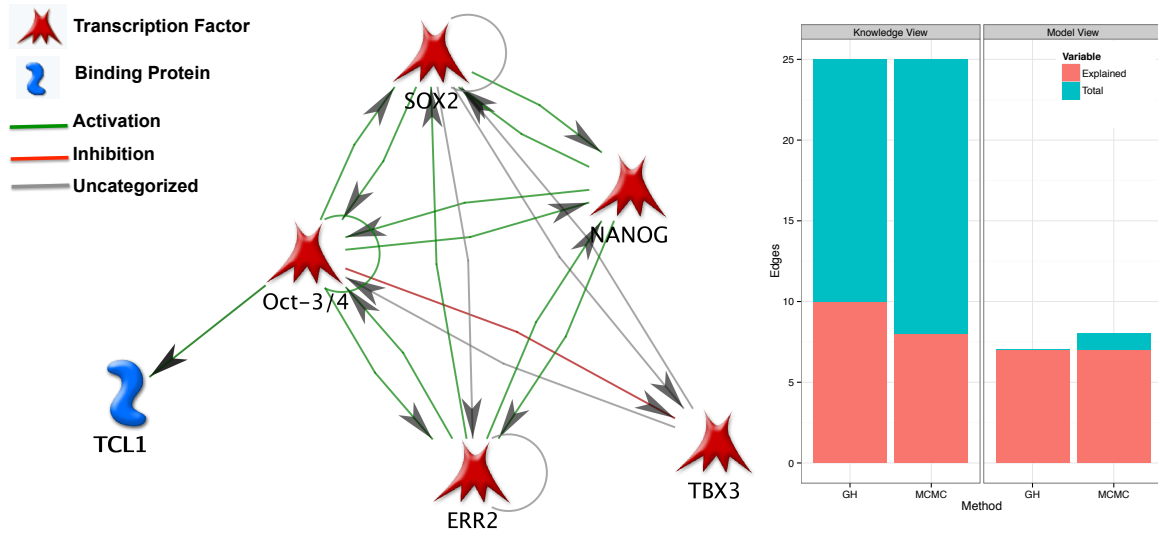 Transcription Factor
Binding Protein
Activation
Inhibition
Uncategorized
SOX2
NANOG
Oct-3/4
TCL1
ERR2
TBX3
Knowledge View
Model View
Variable
Explained
Total
Edges
25
20
15
10
5
0
GH
MCMC
GH
MCMC
Method